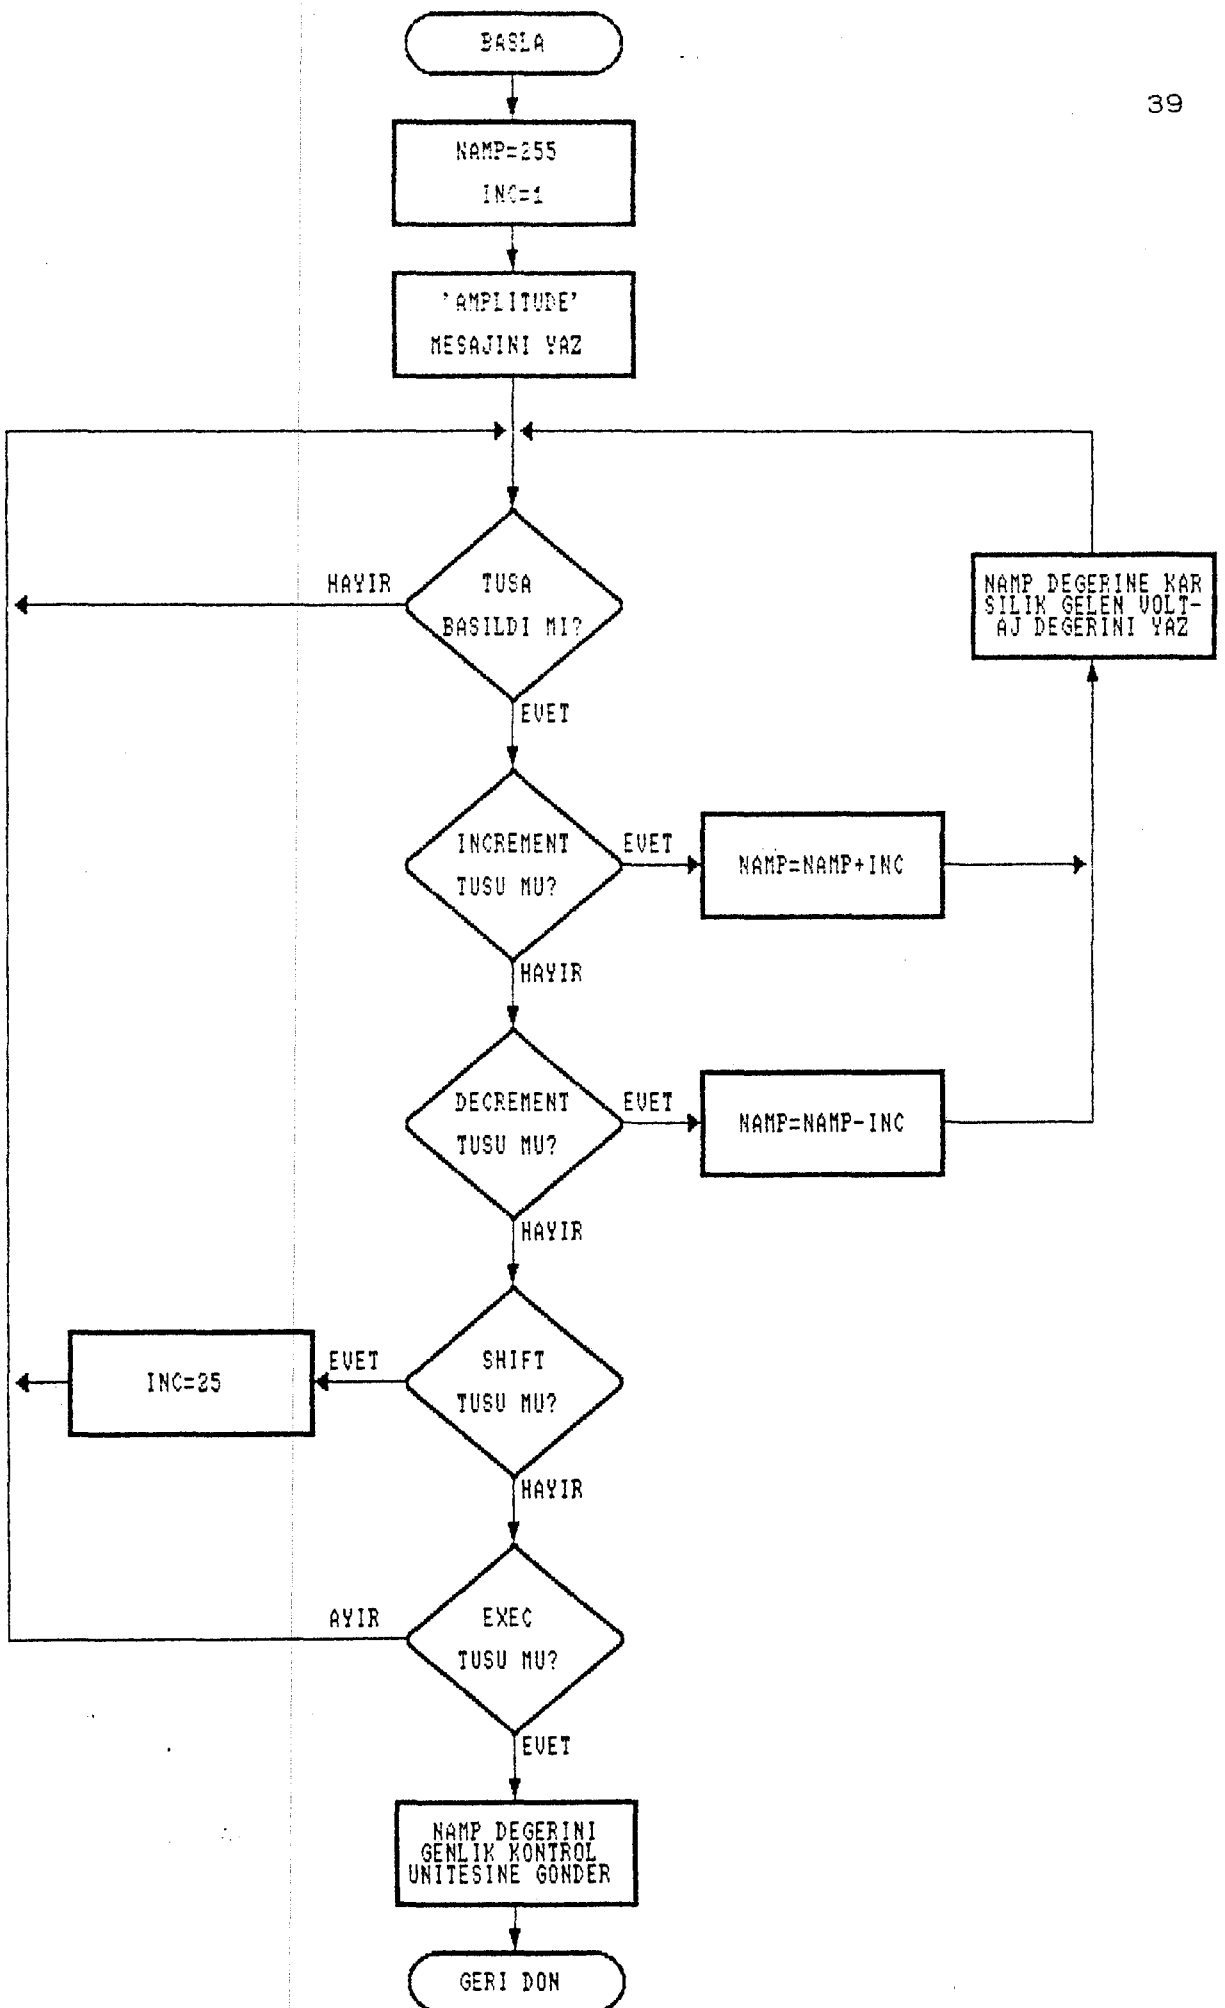 BASLA
39
NAMP=255
INC=1
'AMPLITUDE'
MESAJINI YAZ
HAYIR
TUSA
BASILDI MI?
NAMP DEGERINE KAR
SILIK GELEN VOLT-
AJ DEGERINI YAZ
EVET
INCREMENT
TUSU MU?
EVET
NAMP=NAMP+INC
HAYIR
DECREMENT
TUSU MU?
EVET
NAMP=NAMP-INC
HAYIR
INC=25
EVET
SHIFT
TUSU MU?
HAYIR
AYIR
EXEC
TUSU MU?
EVET
NAMP DEGERINI
GENLIK KONTROL
UNITESINE GONDER
GERI DON